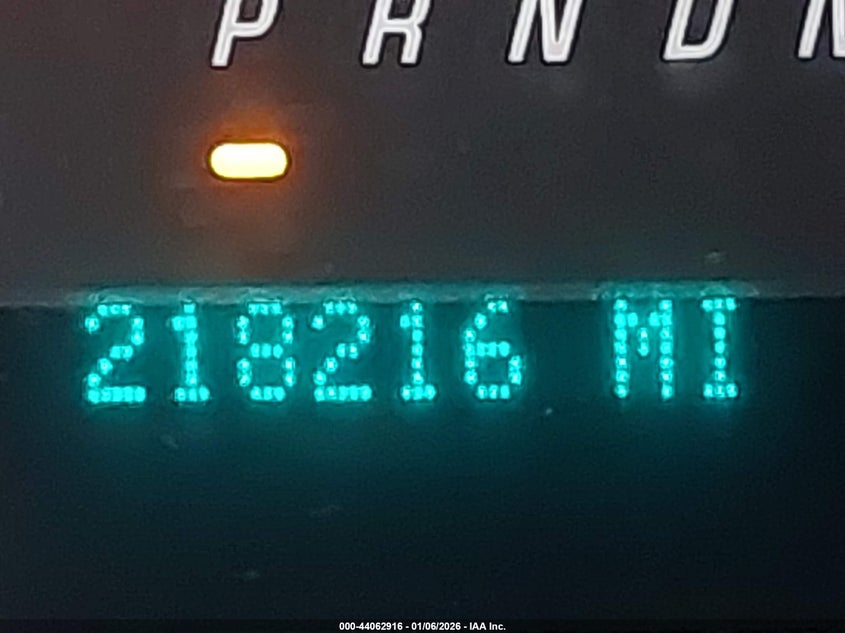 P R N D
218216 MI
000-44062916 - 01/06/2026 - IAA Inc.